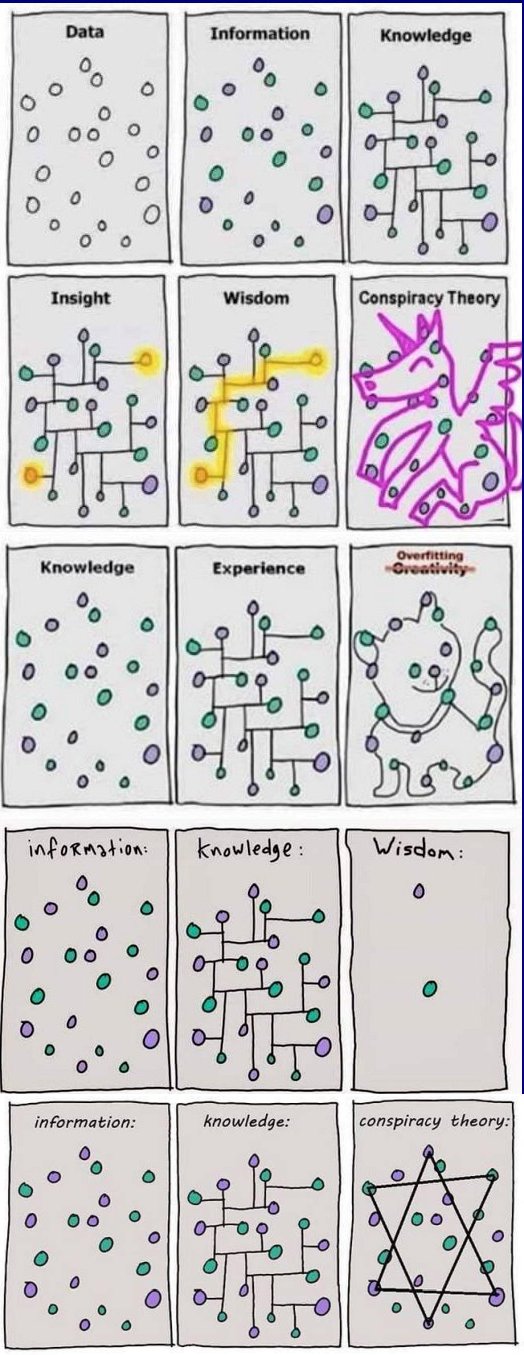 Data
Information
Knowledge
Insight
Wisdom
Conspiracy Theory
Knowledge
Experience
Overfitting
Creativity
information:
knowledge:
Wisdom:
information:
knowledge:
conspiracy theory: